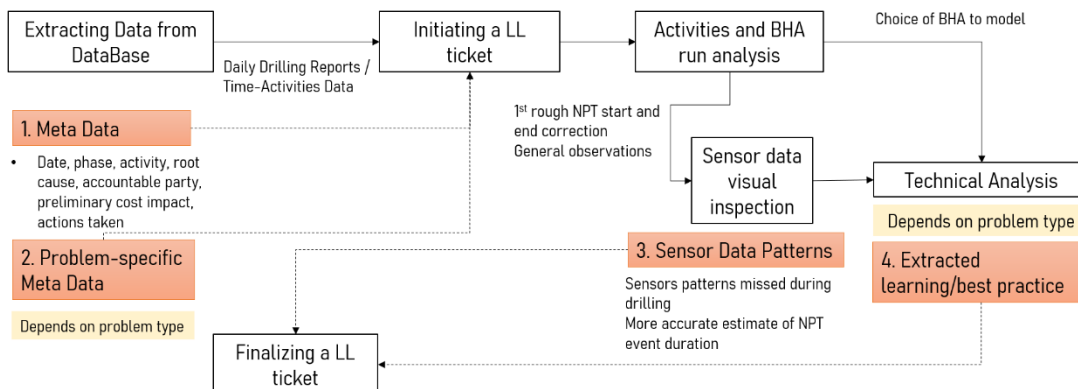 Extracting Data from
DataBase
Daily Drilling Reports /
Time-Activities Data
Initiating a LL
ticket
Activities and BHA
run analysis
Choice of BHA to model
1. Meta Data
• Date, phase, activity, root
cause, accountable party,
preliminary cost impact,
actions taken
1st rough NPT start and
end correction
General observations
Sensor data
visual
inspection
Technical Analysis
Depends on problem type
2. Problem-specific
Meta Data
Depends on problem type
3. Sensor Data Patterns
Sensors patterns missed during
drilling
More accurate estimate of NPT
event duration
4. Extracted
learning/best practice
Finalizing a LL
ticket